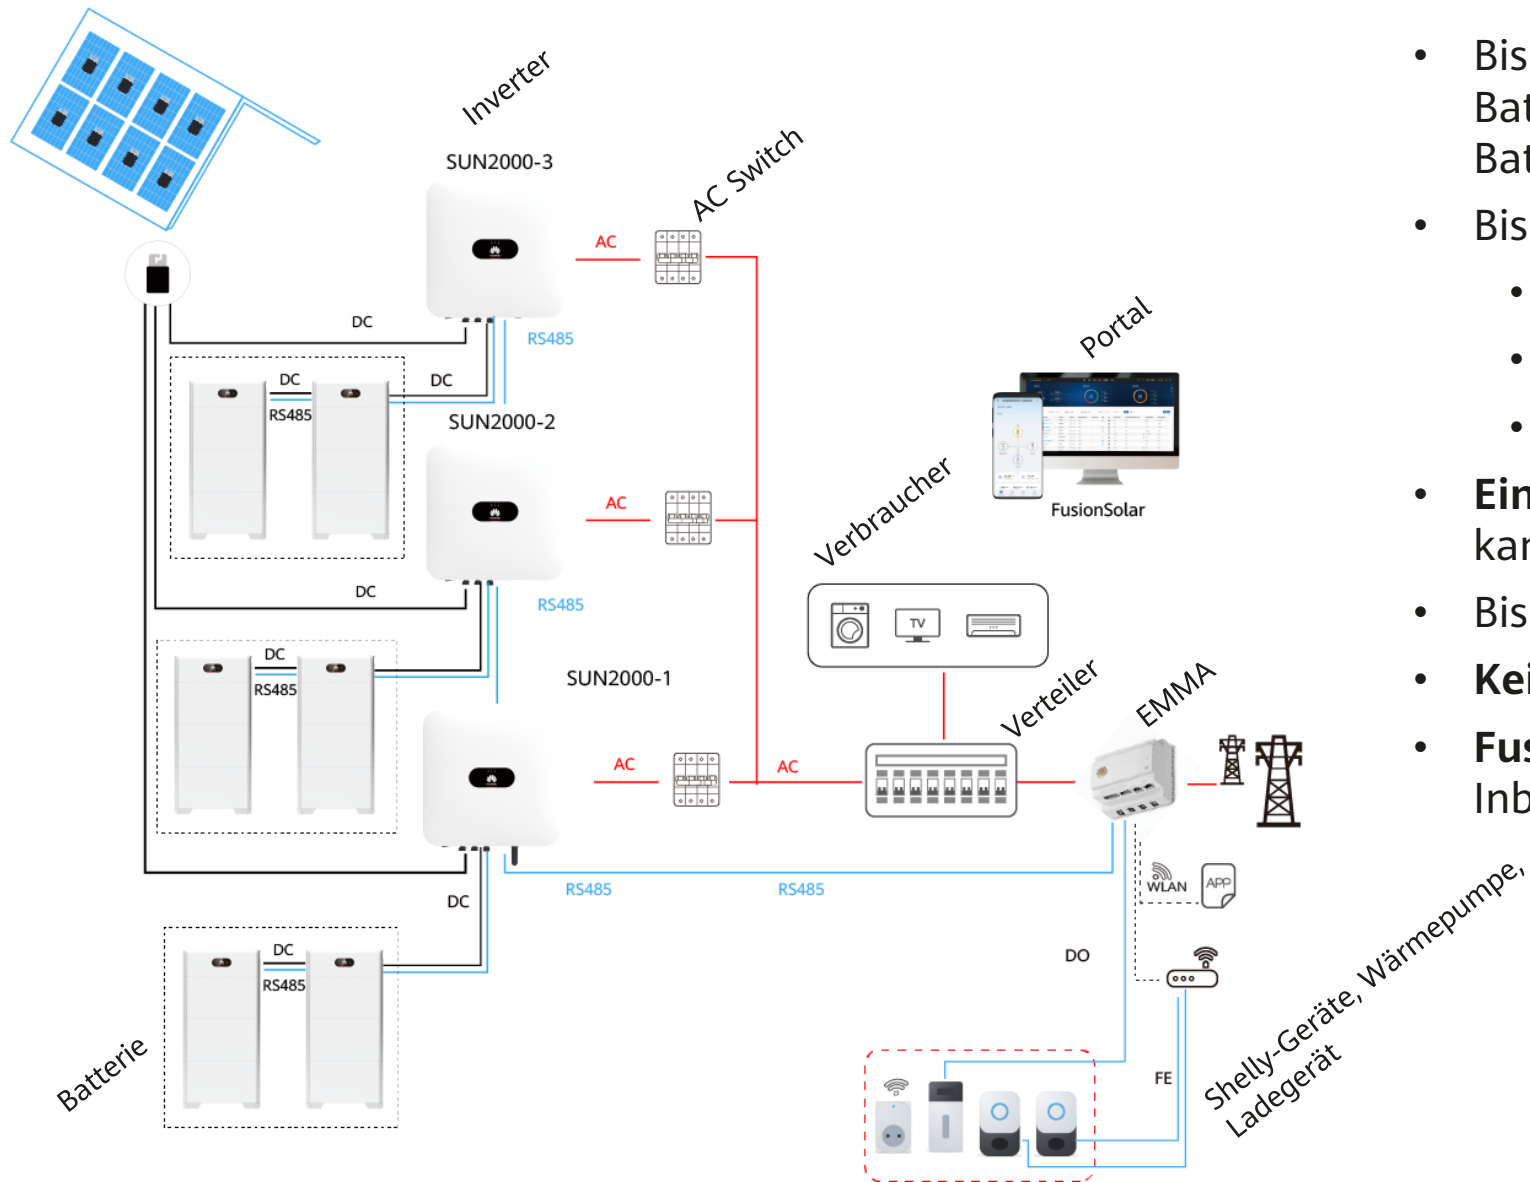 Inverter
SUN2000-3
AC Switch
AC
DC
RS485
DC
DC
RS485
SUN2000-2
Portal
FusionSolar
AC
Verbraucher
DC
RS485
TV
DC
RS485
SUN2000-1
Verteiler
EMMA
AC
AC
RS485
RS485
WLAN
APP
DC
DC
RS485
DO
Batterie
FE
Shelly-Geräte, Wärmepumpe,
Ladegerät
• Bis
Bat
Bat
• Bis
•
•
•
• Ein
kan
• Bis
• Kei
• Fus
Inb